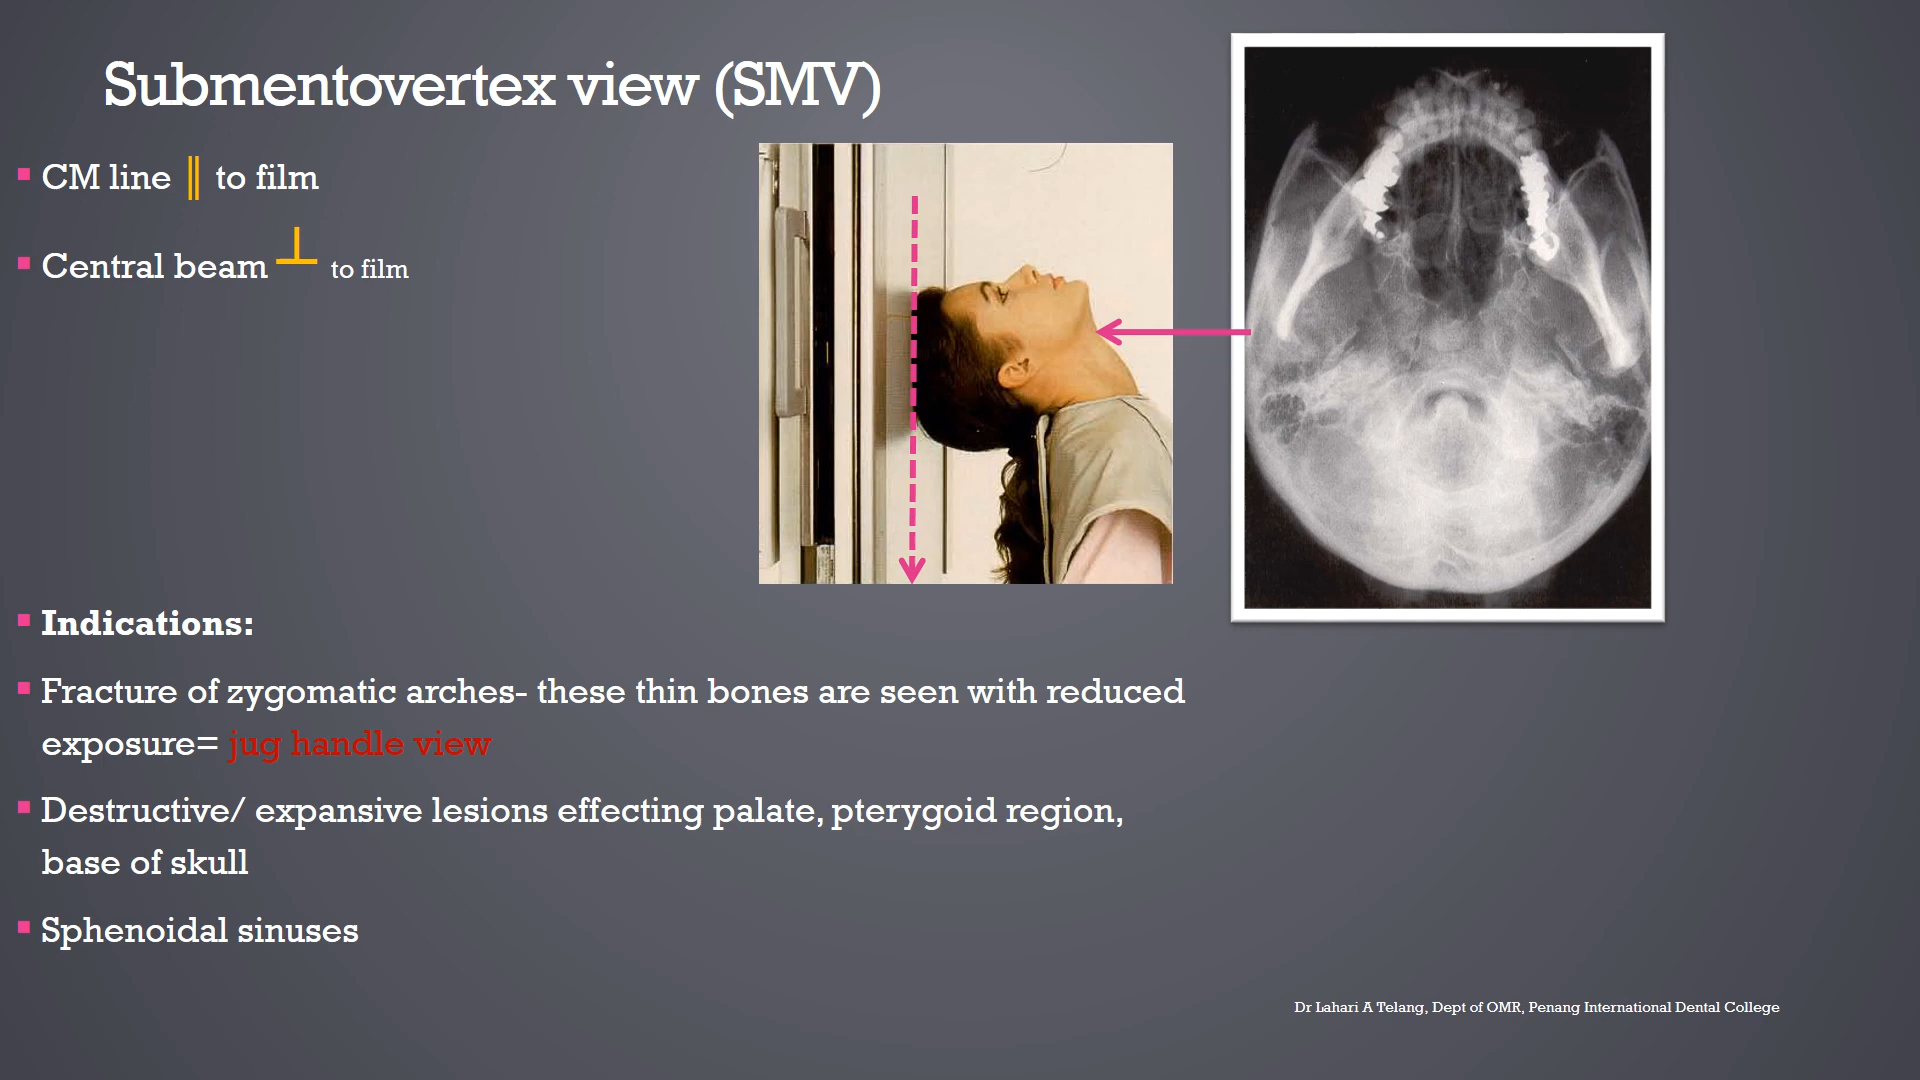 Submentovertex view (SMV)
▪ CM line ∥ to film
▪ Central beam ⊥ to film
▪ Indications:
▪ Fracture of zygomatic arches- these thin bones are seen with reduced
exposure= jug handle view
▪ Destructive/ expansive lesions effecting palate, pterygoid region,
base of skull
▪ Sphenoidal sinuses
Dr Lahari A Telang, Dept of OMR, Penang International Dental College